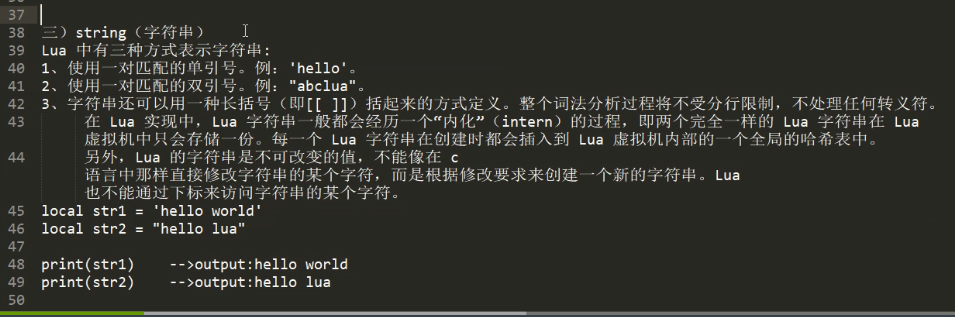 37
38 三）string（字符串）
39 Lua 中有三种方式表示字符串:
40 1、使用一对匹配的单引号。例：'hello'。
41 2、使用一对匹配的双引号。例："abclua"。
42 3、字符串还可以用一种长括号（即[[ ]]）括起来的方式定义。整个词法分析过程将不受分行限制，不处理任何转义符。
43 在 Lua 实现中，Lua 字符串一般都会经历一个“内化”（intern）的过程，即两个完全一样的 Lua 字符串在 Lua
虚拟机中只会存储一份。每一个 Lua 字符串在创建时都会插入到 Lua 虚拟机内部的一个全局的哈希表中。
44 另外，Lua 的字符串是不可改变的值，不能像在 c
语言中那样直接修改字符串的某个字符，而是根据修改要求来创建一个新的字符串。Lua
也不能通过下标来访问字符串的某个字符。
45 local str1 = 'hello world'
46 local str2 = "hello lua"
47
48 print(str1) -->output:hello world
49 print(str2) -->output:hello lua
50